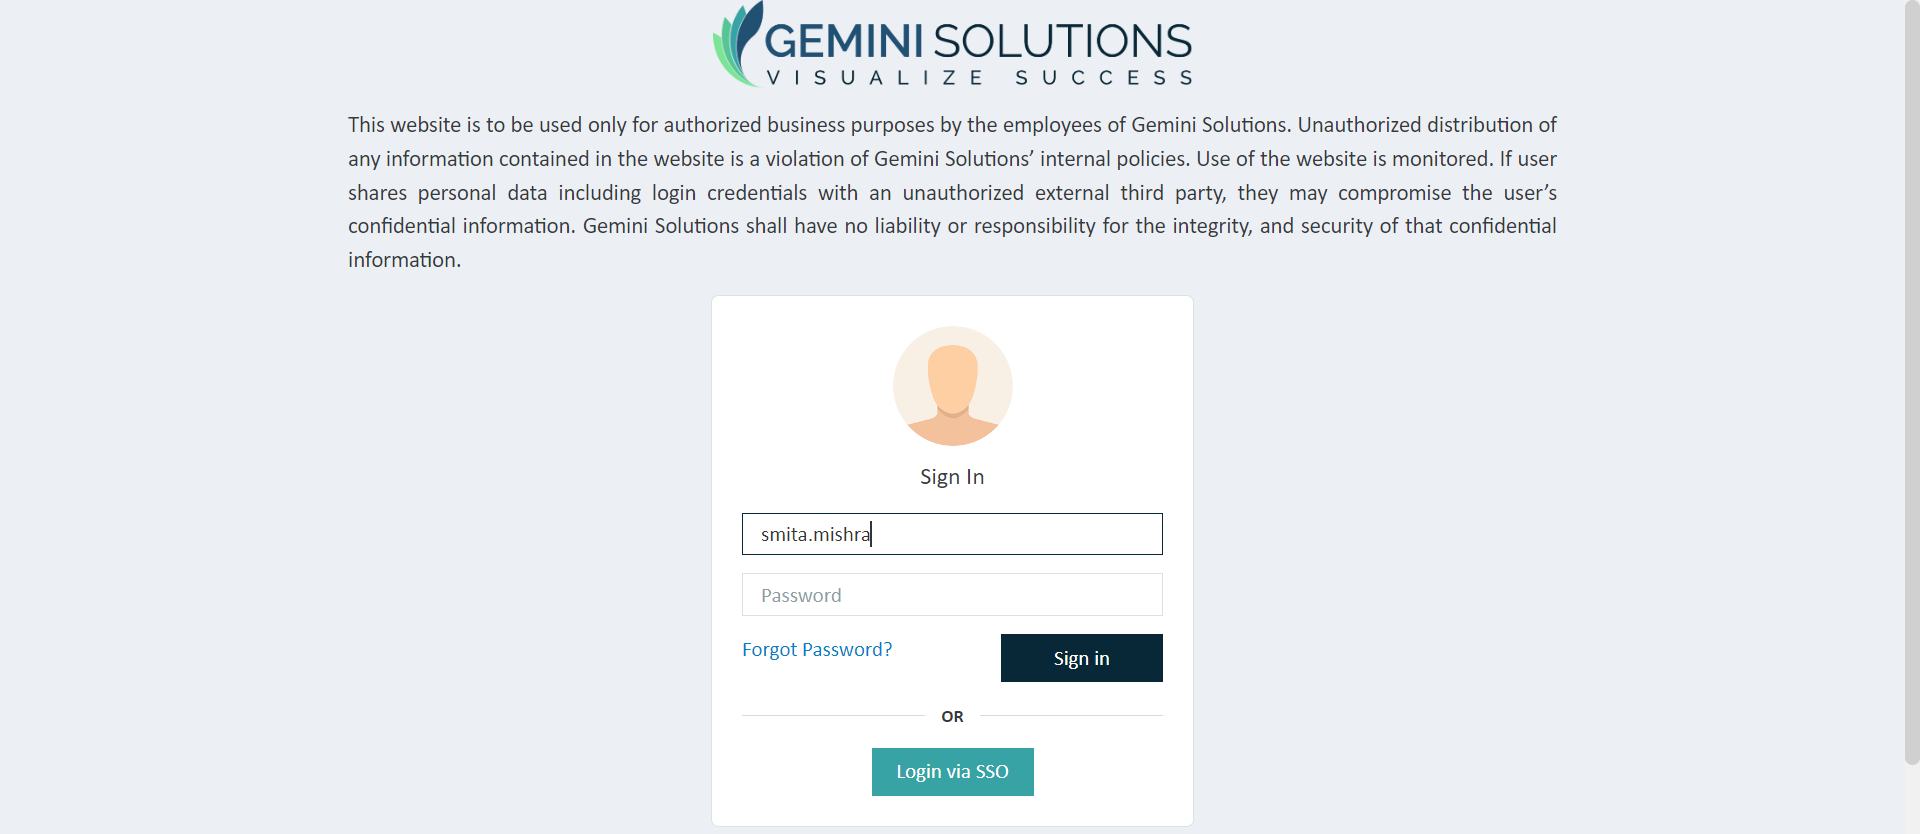 GEMINI SOLUTIONS
VISUALIZE SUCCESS
This website is to be used only for authorized business purposes by the employees of Gemini Solutions. Unauthorized distribution of
any information contained in the website is a violation of Gemini Solutions’ internal policies. Use of the website is monitored. If user
shares personal data including login credentials with an unauthorized external third party, they may compromise the user’s
confidential information. Gemini Solutions shall have no liability or responsibility for the integrity, and security of that confidential
information.
Sign In
smita.mishra
Password
Forgot Password?
Sign in
OR
Login via SSO